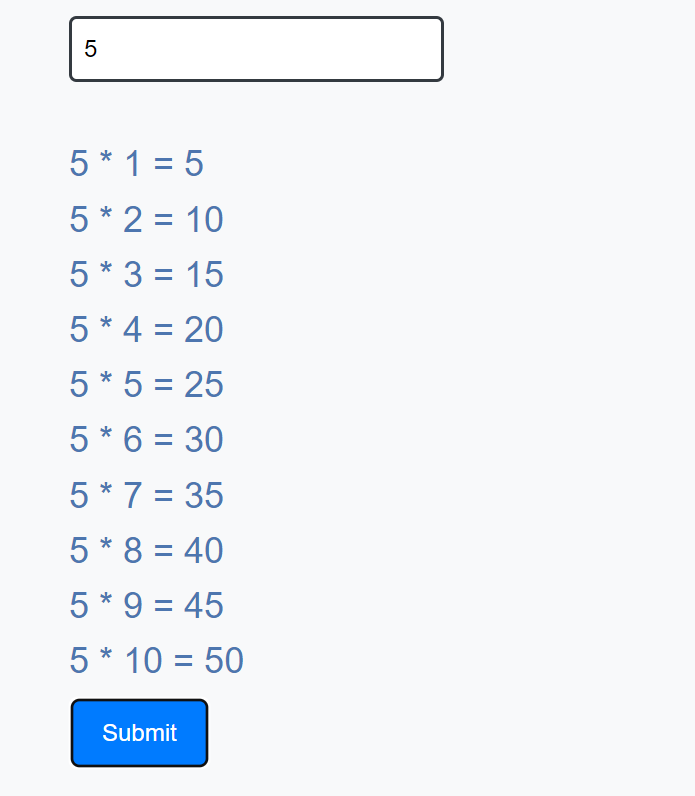 5
5 * 1 = 5
5 * 2 = 10
5 * 3 = 15
5 * 4 = 20
5 * 5 = 25
5 * 6 = 30
5 * 7 = 35
5 * 8 = 40
5 * 9 = 45
5 * 10 = 50
Submit